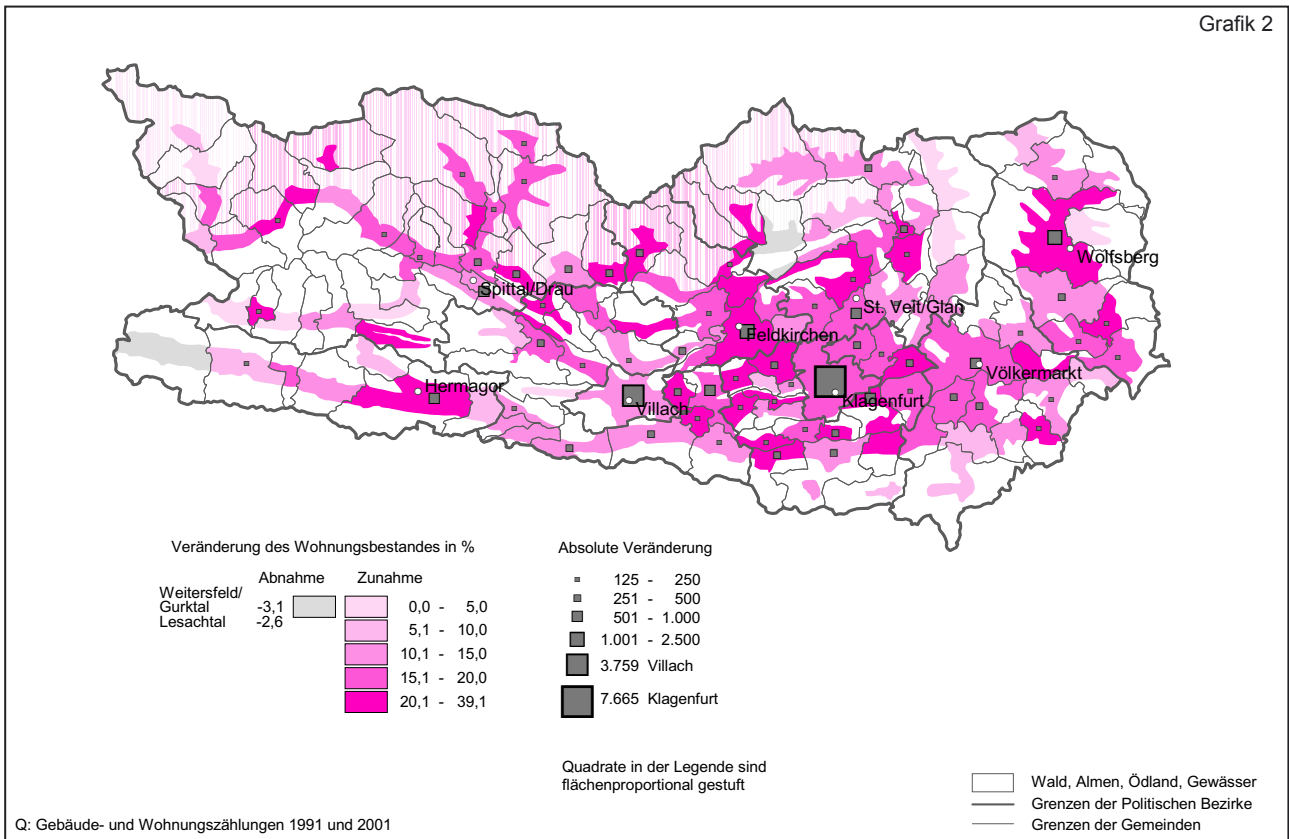 Grafik 2
Wolfsberg
Spittal/Drau
St. Veit/Glan
Feldkirchen
Völkermarkt
Hermagor
Klagenfurt
Villach
Veränderung des Wohnungsbestandes in %
Abnahme Zunahme
Weitersfeld/
Gurktal -3,1
Lesachtal -2,6
0,0 - 5,0
5,1 - 10,0
10,1 - 15,0
15,1 - 20,0
20,1 - 39,1
Absolute Veränderung
125 - 250
251 - 500
501 - 1.000
1.001 - 2.500
3.759 Villach
7.665 Klagenfurt
Quadrate in der Legende sind
flächenproportional gestuft
Wald, Almen, Ödland, Gewässer
Grenzen der Politischen Bezirke
Grenzen der Gemeinden
Q: Gebäude- und Wohnungszählungen 1991 und 2001